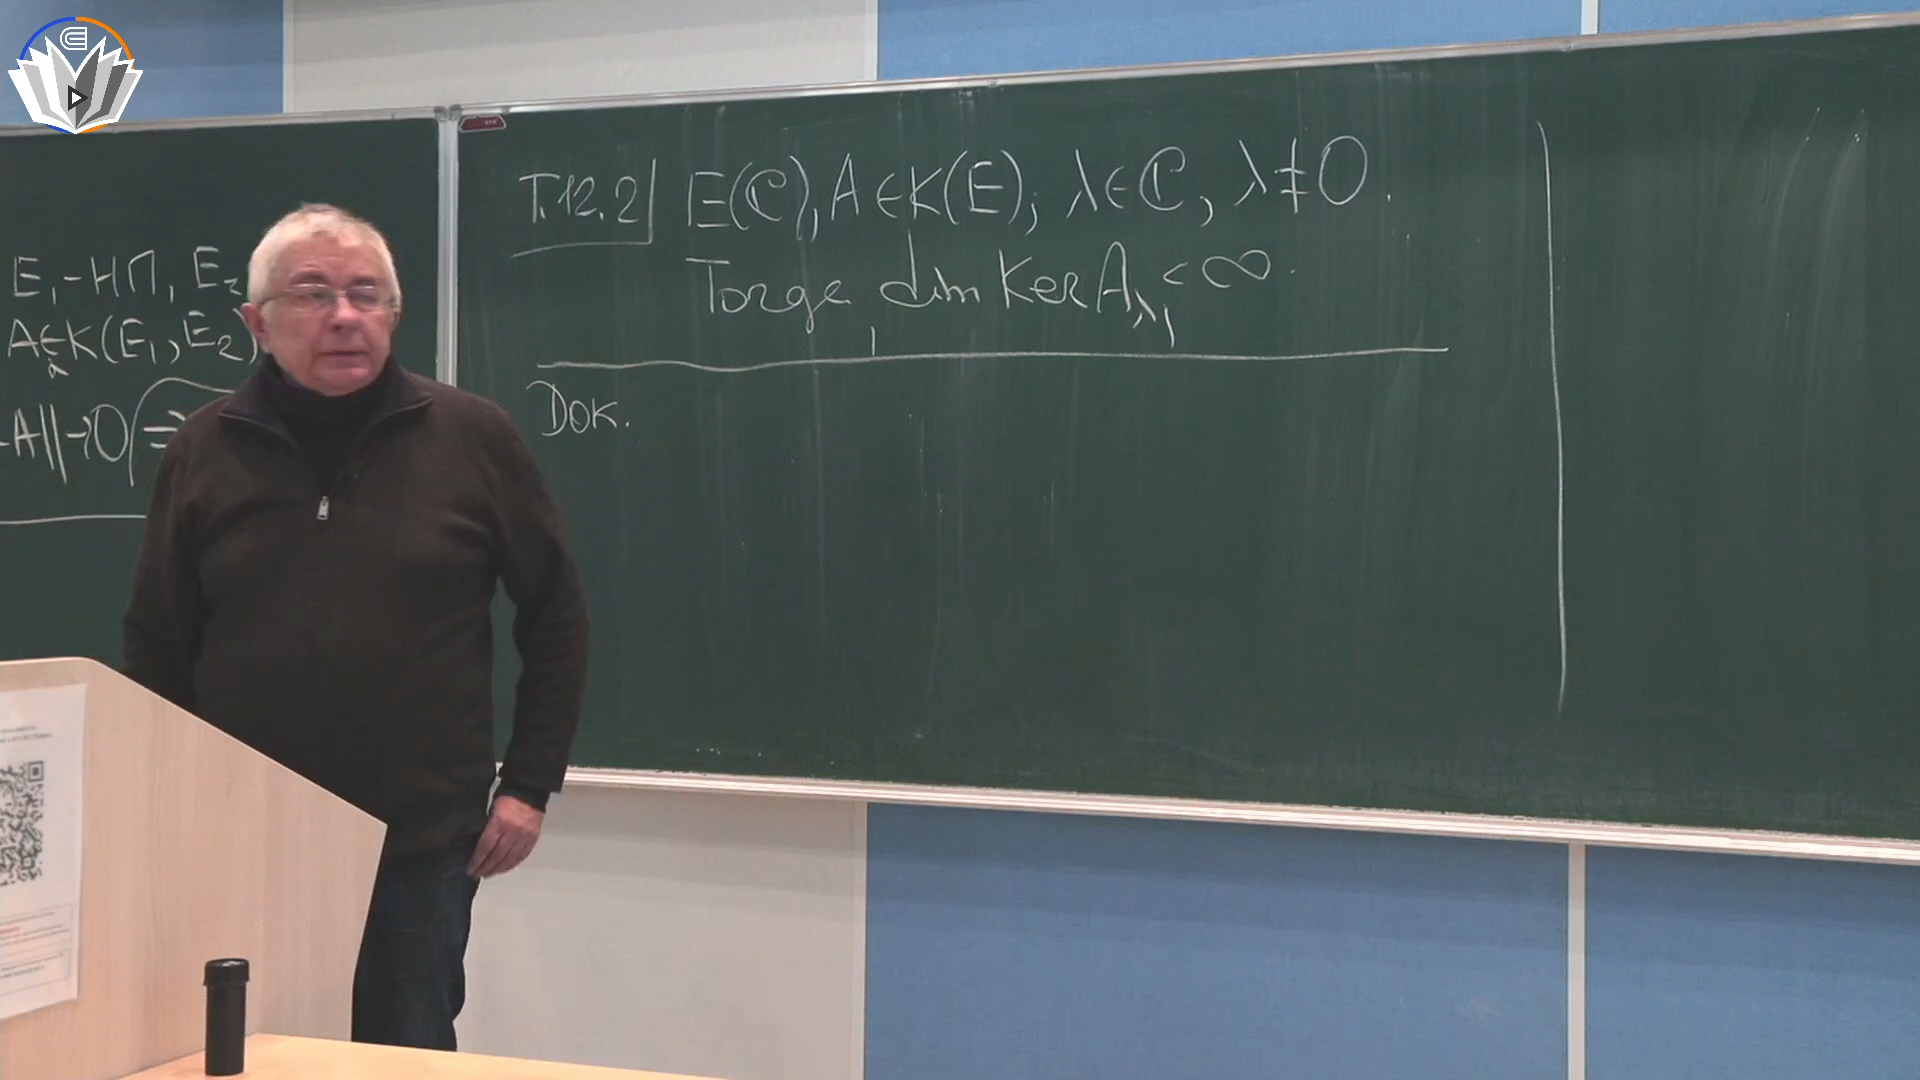 E₁-НП, E₂
A∈K(E₁, E₂)
-A||→0 ⇒
T.12.2 E(ℂ), A∈K(E); λ∈ℂ, λ≠0.
Тогда dim Ker A_λ < ∞.
Док.